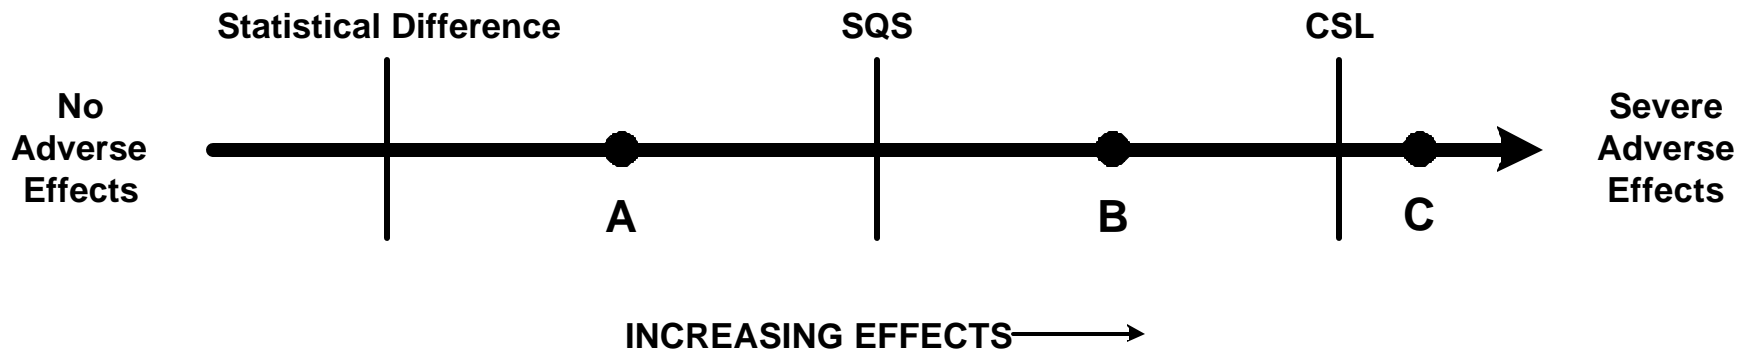 Statistical Difference
SQS
CSL
No
Adverse
Effects
Severe
Adverse
Effects
A
B
C
INCREASING EFFECTS